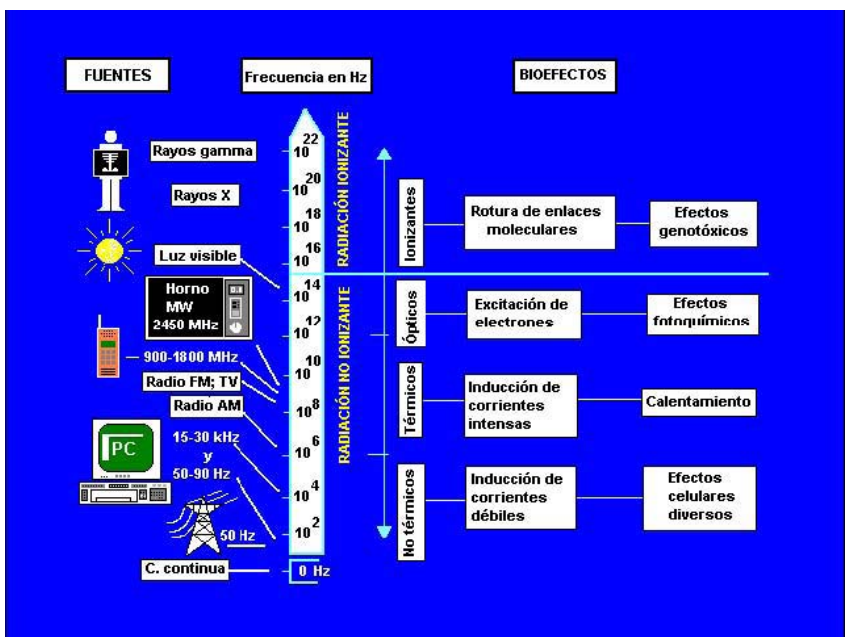 FUENTES
Frecuencia en Hz
BIOEFECTOS
Rayos gamma
Rayos X
Luz visible
Horno
MW
2450 MHz
900-1800 MHz
Radio FM; TV
Radio AM
PC
15-30 kHz
y
50-90 Hz
50 Hz
C. continua
10^22
10^20
10^18
10^16
10^14
10^12
10^10
10^8
10^6
10^4
10^2
0 Hz
RADIACIÓN IONIZANTE
RADIACIÓN NO IONIZANTE
Ionizantes
Rotura de enlaces
moleculares
Efectos
genotóxicos
Ópticos
Excitación de
electrones
Efectos
fotoquímicos
Térmicos
Inducción de
corrientes
intensas
Calentamiento
No térmicos
Inducción de
corrientes
débiles
Efectos
celulares
diversos